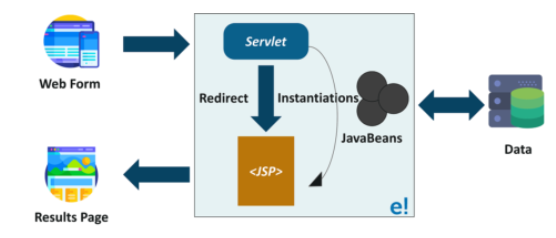 Servlet
Web Form
Redirect
Instantiations
JavaBeans
Data
<JSP>
Results Page
e!